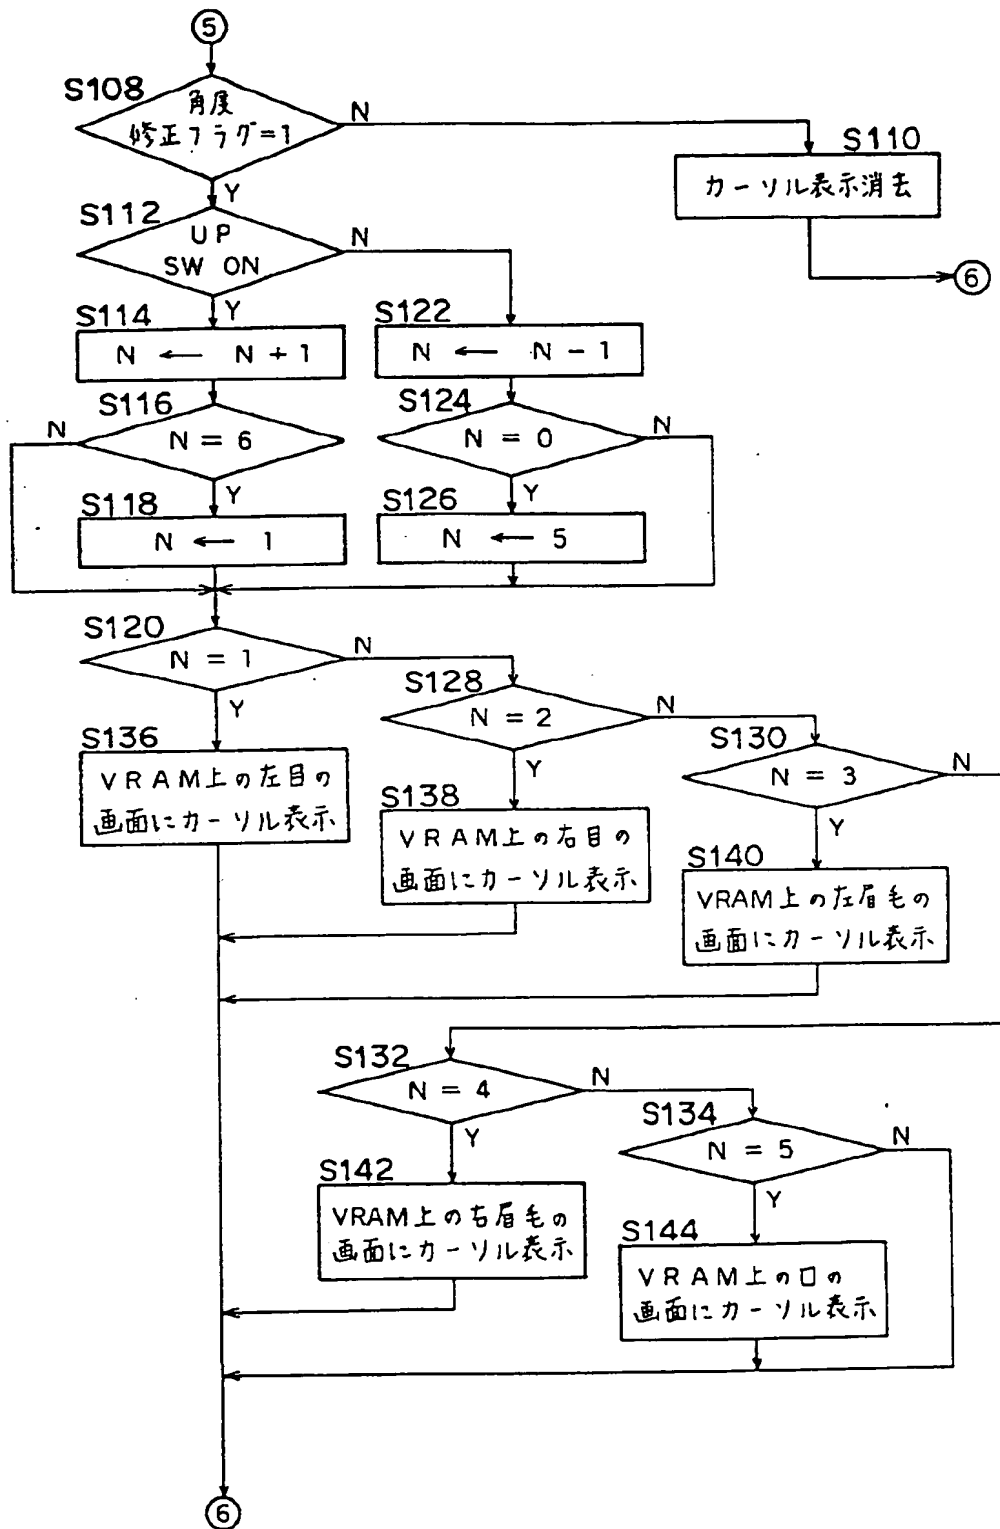 5
S108
角度
修正フラグ=1
N
Y
S110
カーソル表示消去
6
S112
UP
SW ON
N
Y
S114
N ← N + 1
S122
N ← N - 1
S116
N = 6
N
Y
S124
N = 0
N
Y
S118
N ← 1
S126
N ← 5
S120
N = 1
N
Y
S128
N = 2
N
Y
S130
N = 3
N
Y
S136
VRAM上の左目の
画面にカーソル表示
S138
VRAM上の右目の
画面にカーソル表示
S140
VRAM上の左眉毛の
画面にカーソル表示
S132
N = 4
N
Y
S134
N = 5
N
Y
S142
VRAM上の右眉毛の
画面にカーソル表示
S144
VRAM上の口の
画面にカーソル表示
6